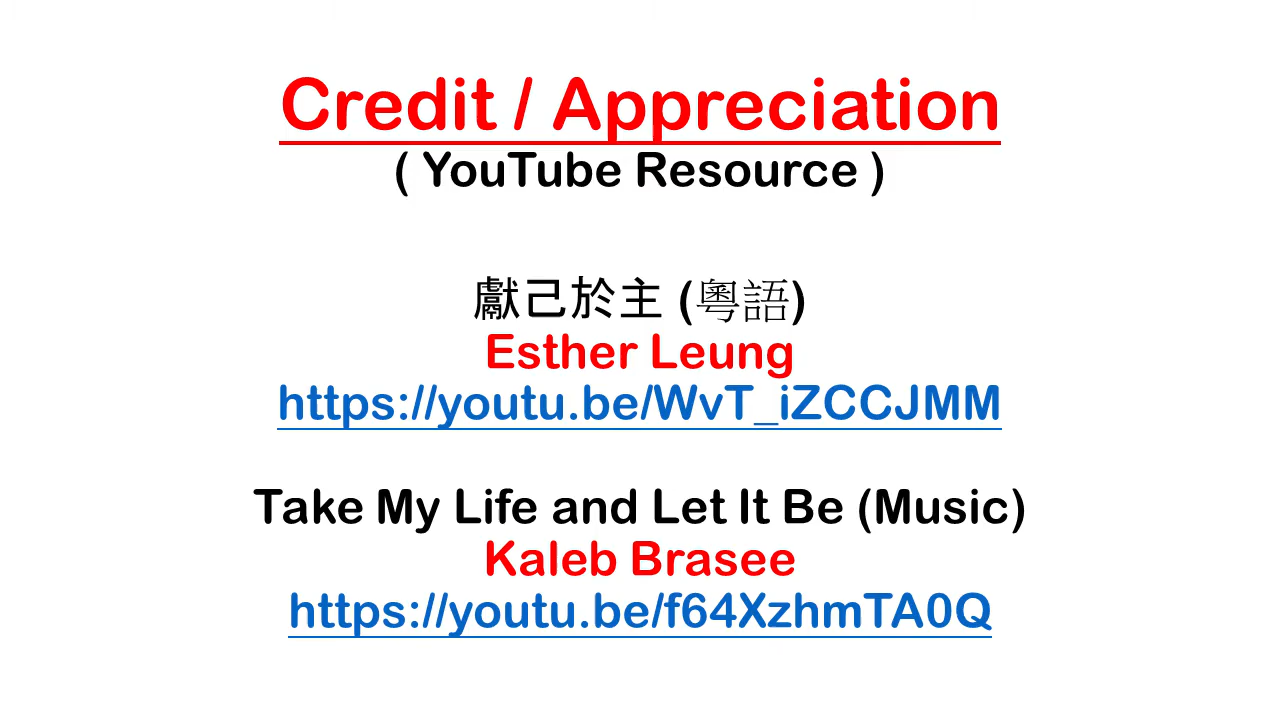 Credit / Appreciation
( YouTube Resource )
獻己於主 (粵語)
Esther Leung
https://youtu.be/WvT_iZCCJMM
Take My Life and Let It Be (Music)
Kaleb Brasee
https://youtu.be/f64XzhmTA0Q